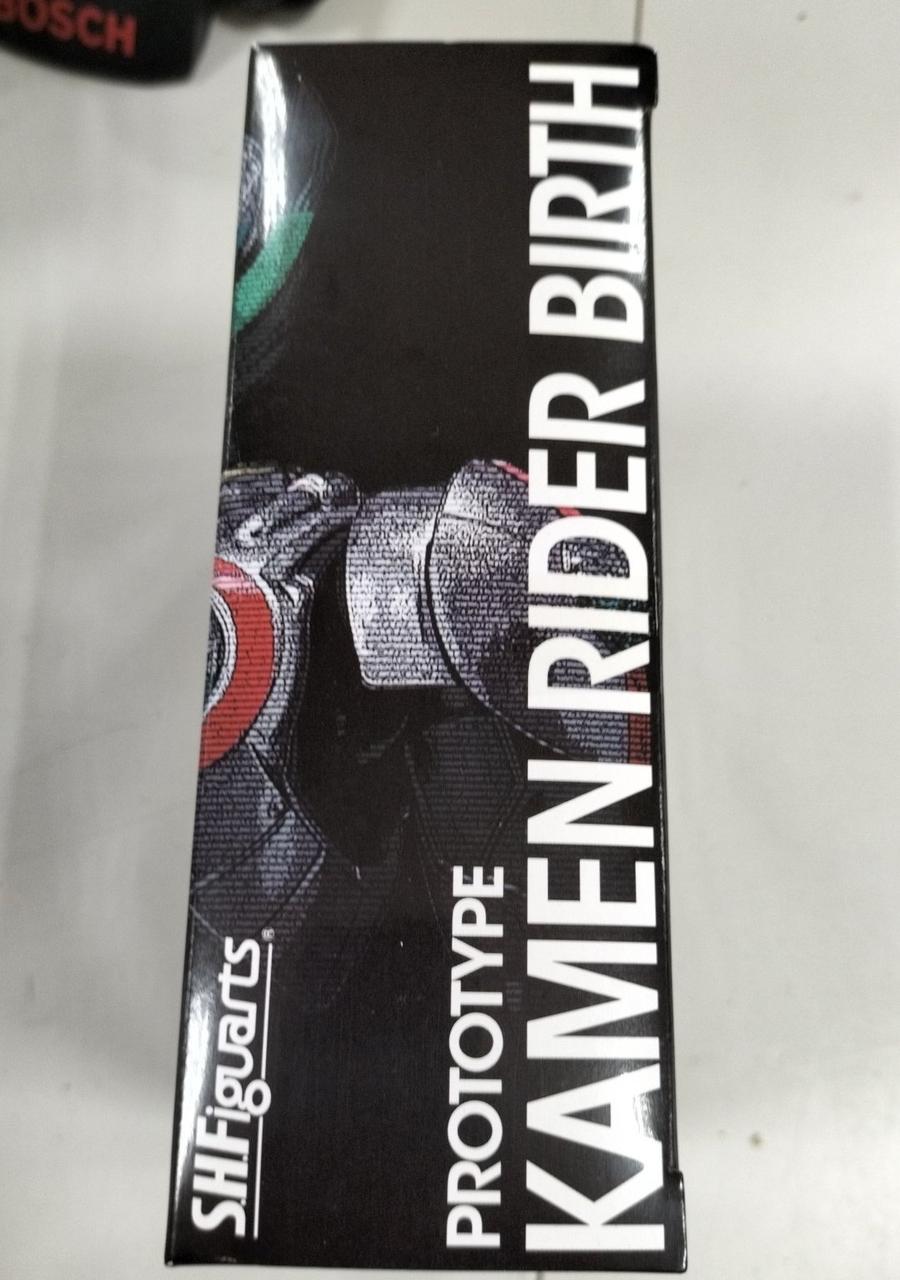 BOSCH
S.H.Figuarts®
PROTOTYPE
KAMEN RIDER BIRTH